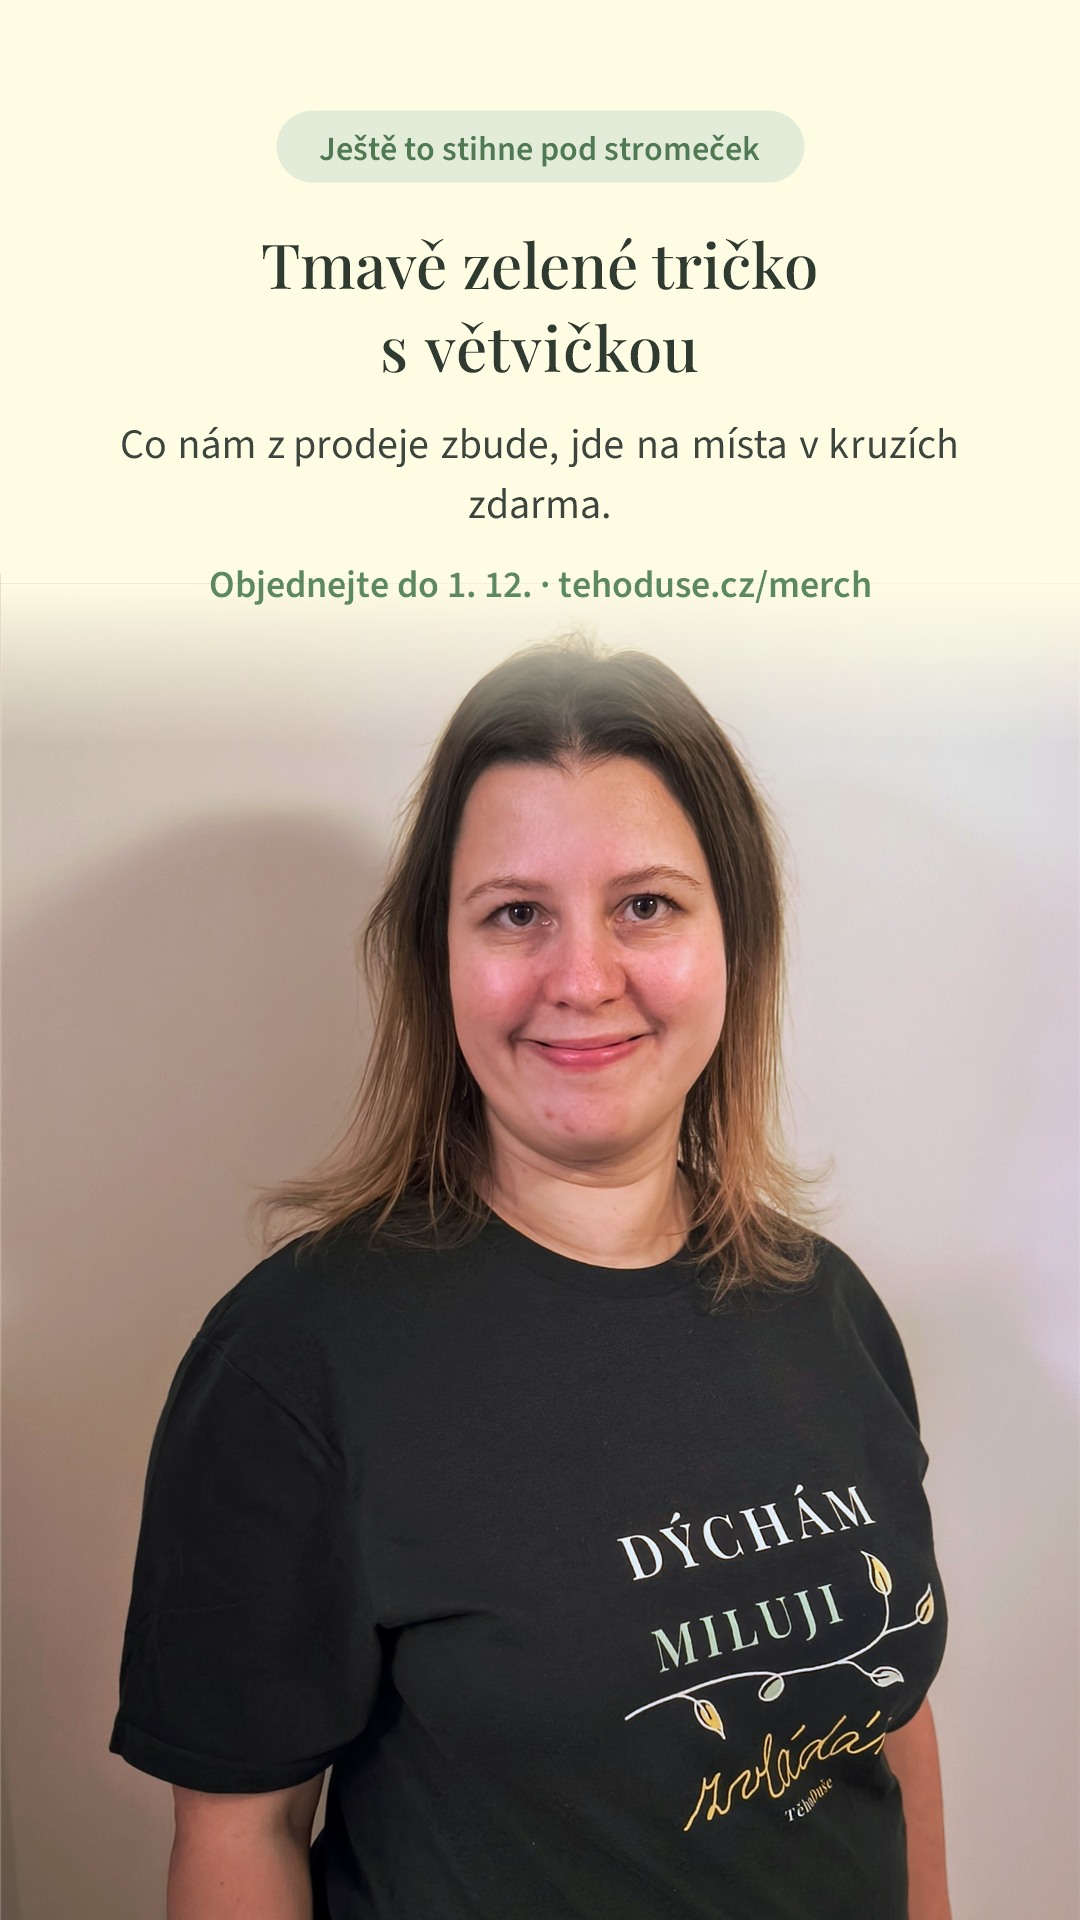 Ještě to stihne pod stromeček
Tmavě zelené tričko
s větvičkou
Co nám z prodeje zbude, jde na místa v kruzích
zdarma.
Objednejte do 1. 12. · tehoduse.cz/merch
DÝCHÁM
MILUJI
TěhoDuše